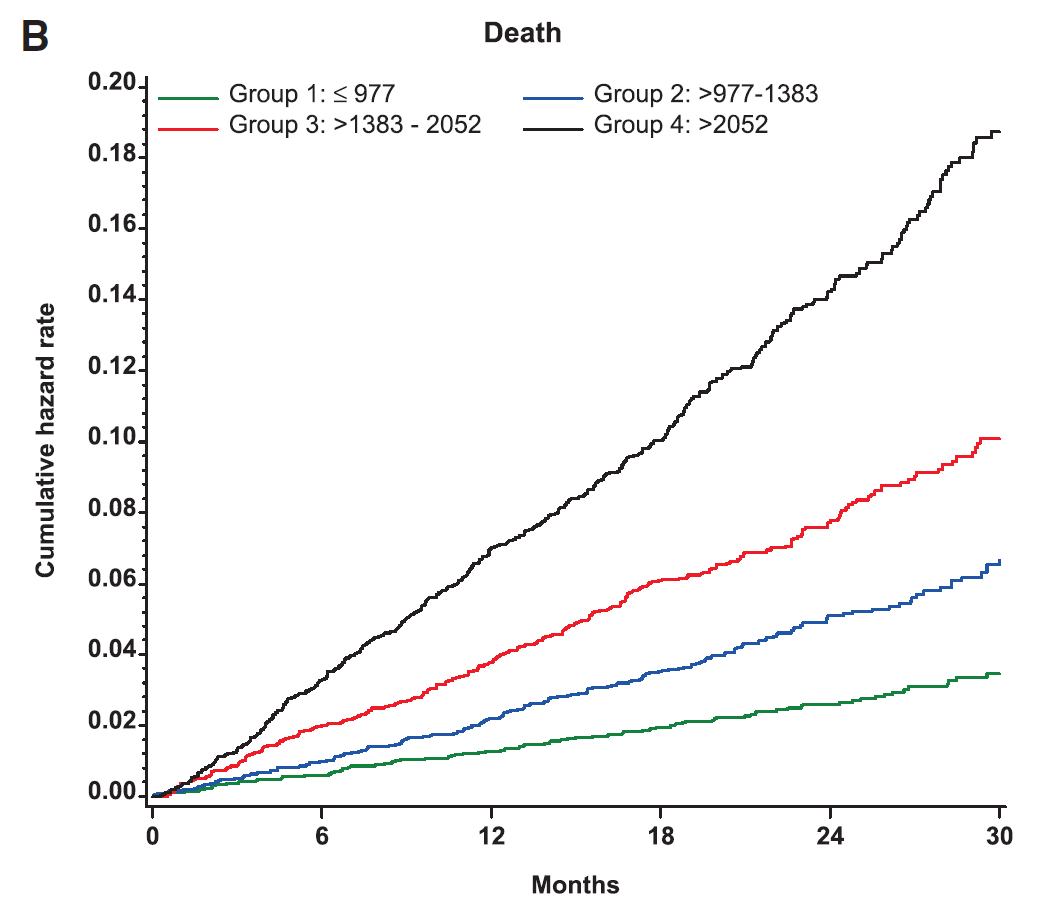 B
Death
Group 1: ≤ 977
Group 2: >977-1383
Group 3: >1383 - 2052
Group 4: >2052
Cumulative hazard rate
0.20
0.18
0.16
0.14
0.12
0.10
0.08
0.06
0.04
0.02
0.00
0 6 12 18 24 30
Months